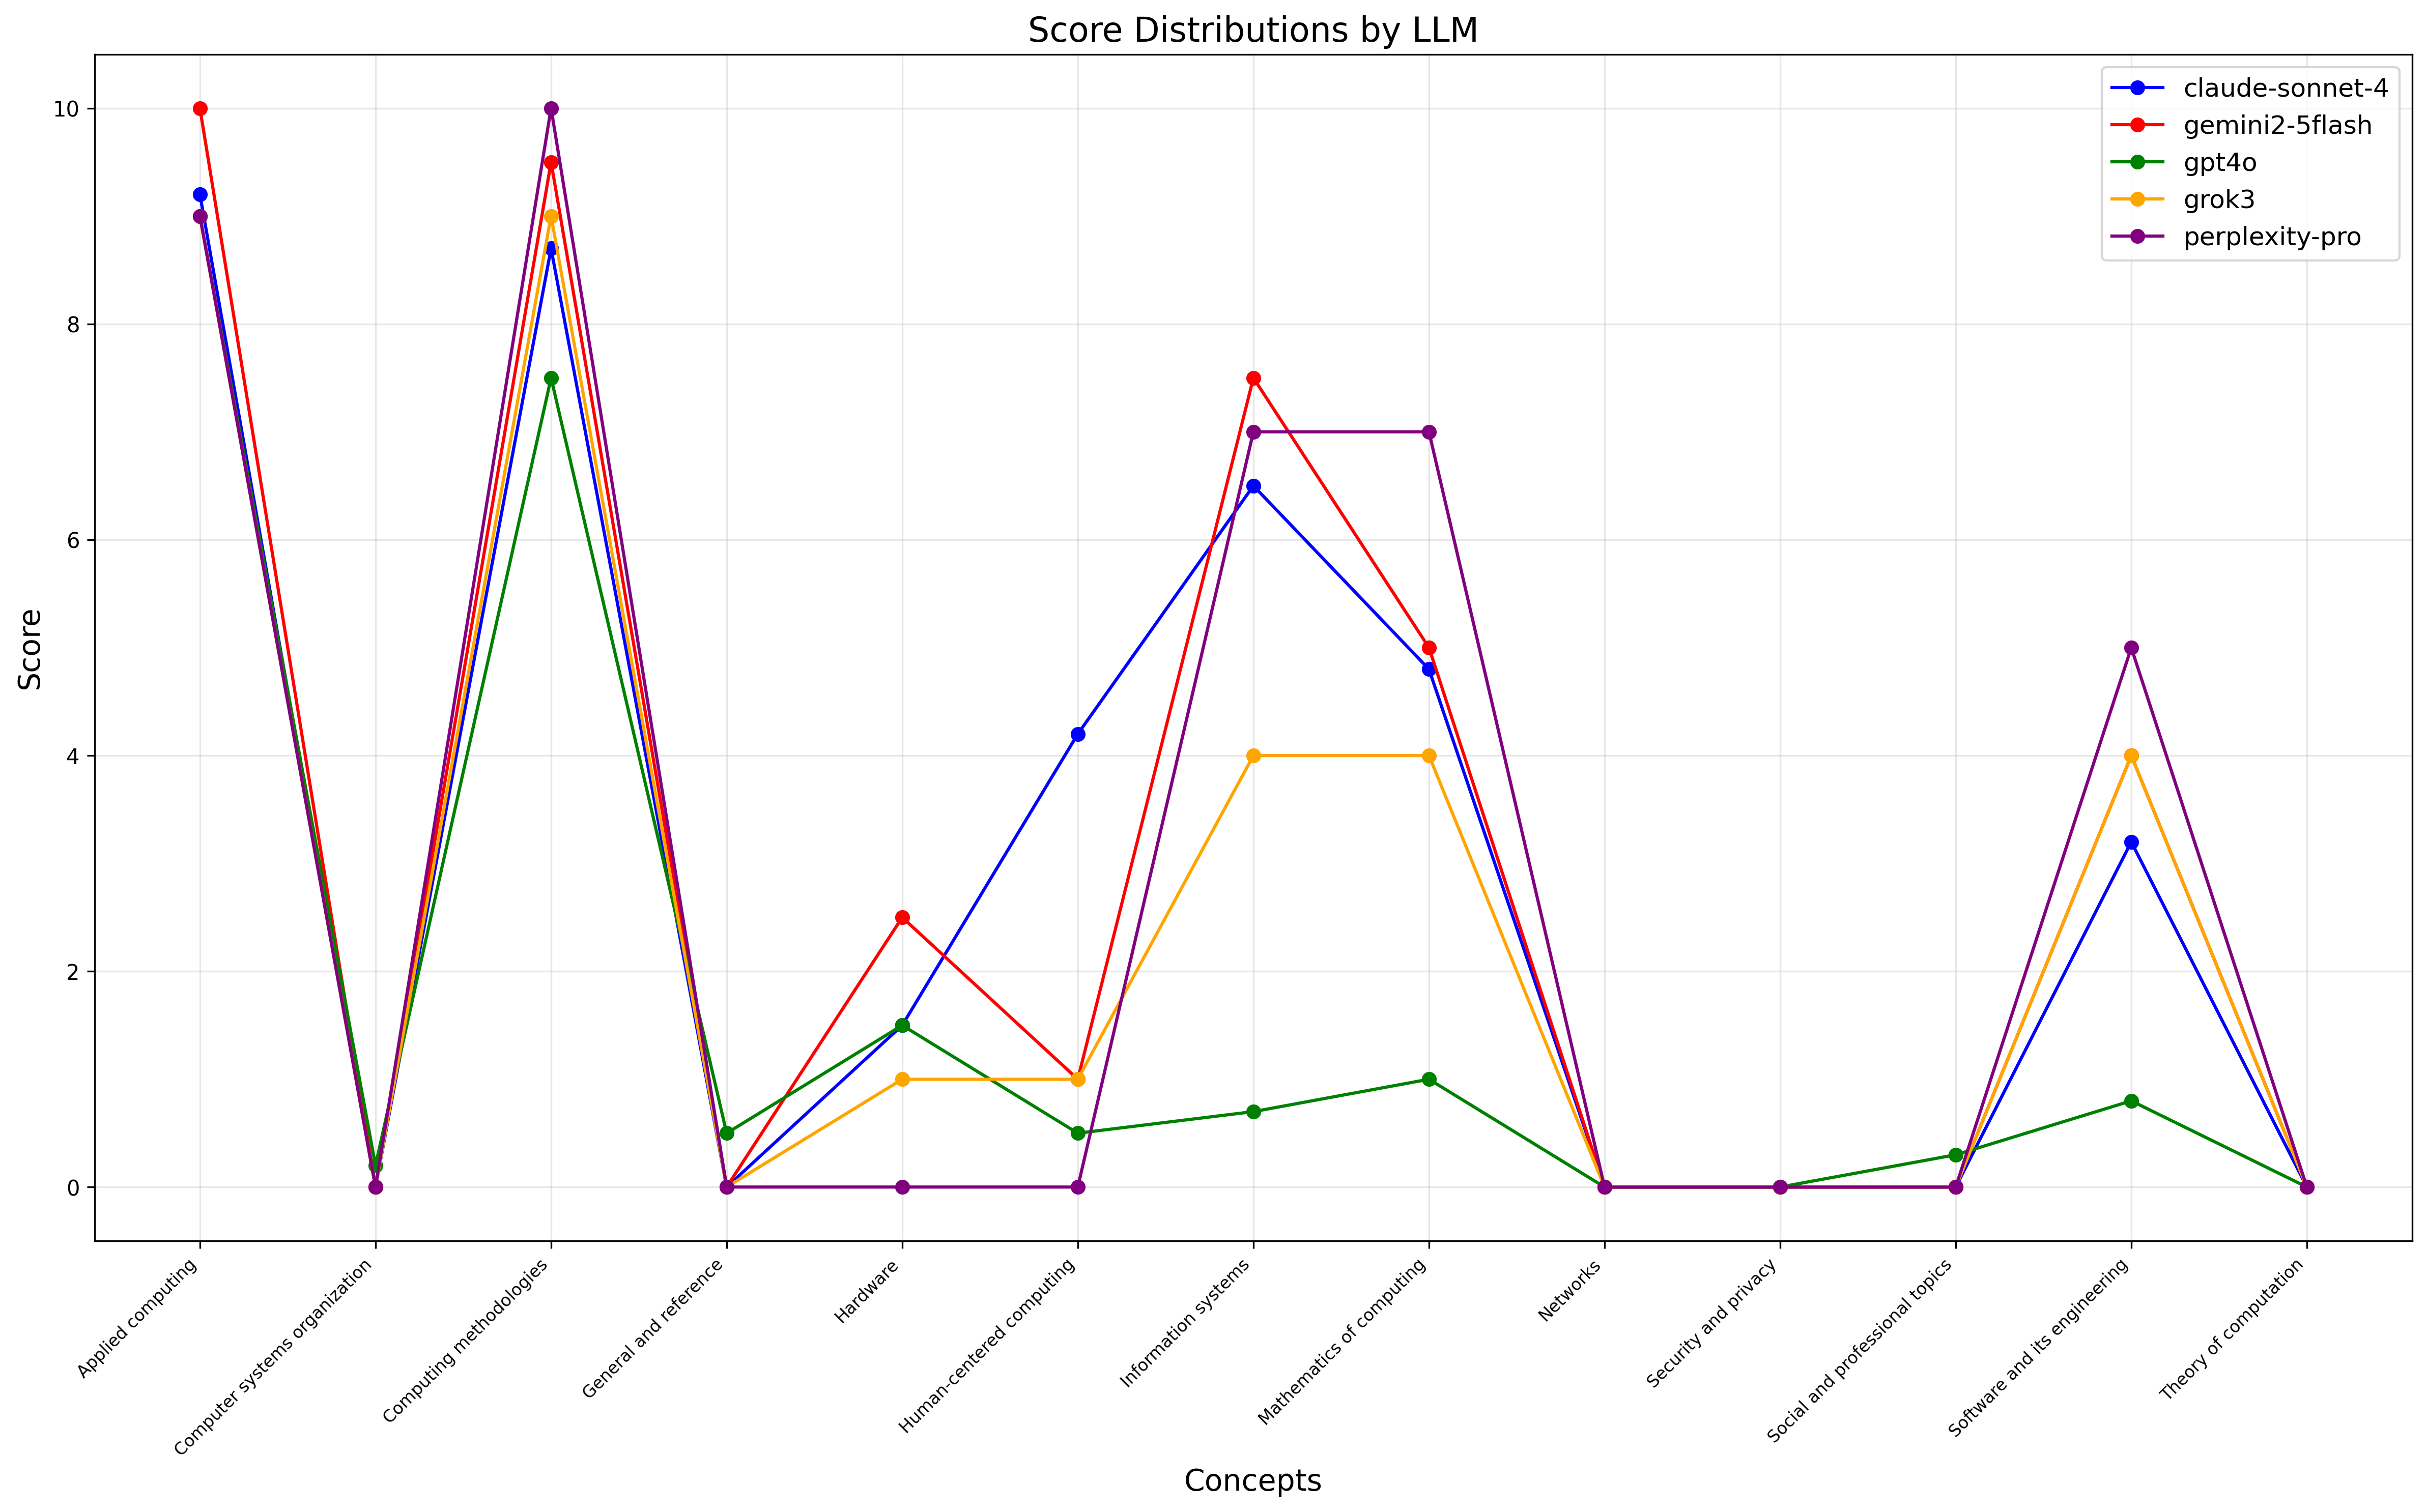 Score Distributions by LLM
claude-sonnet-4
gemini2-5flash
gpt4o
grok3
perplexity-pro
10
8
6
4
2
0
Score
Applied computing
Computer systems organization
Computing methodologies
General and reference
Hardware
Human-centered computing
Information systems
Mathematics of computing
Networks
Security and privacy
Social and professional topics
Software and its engineering
Theory of computation
Concepts